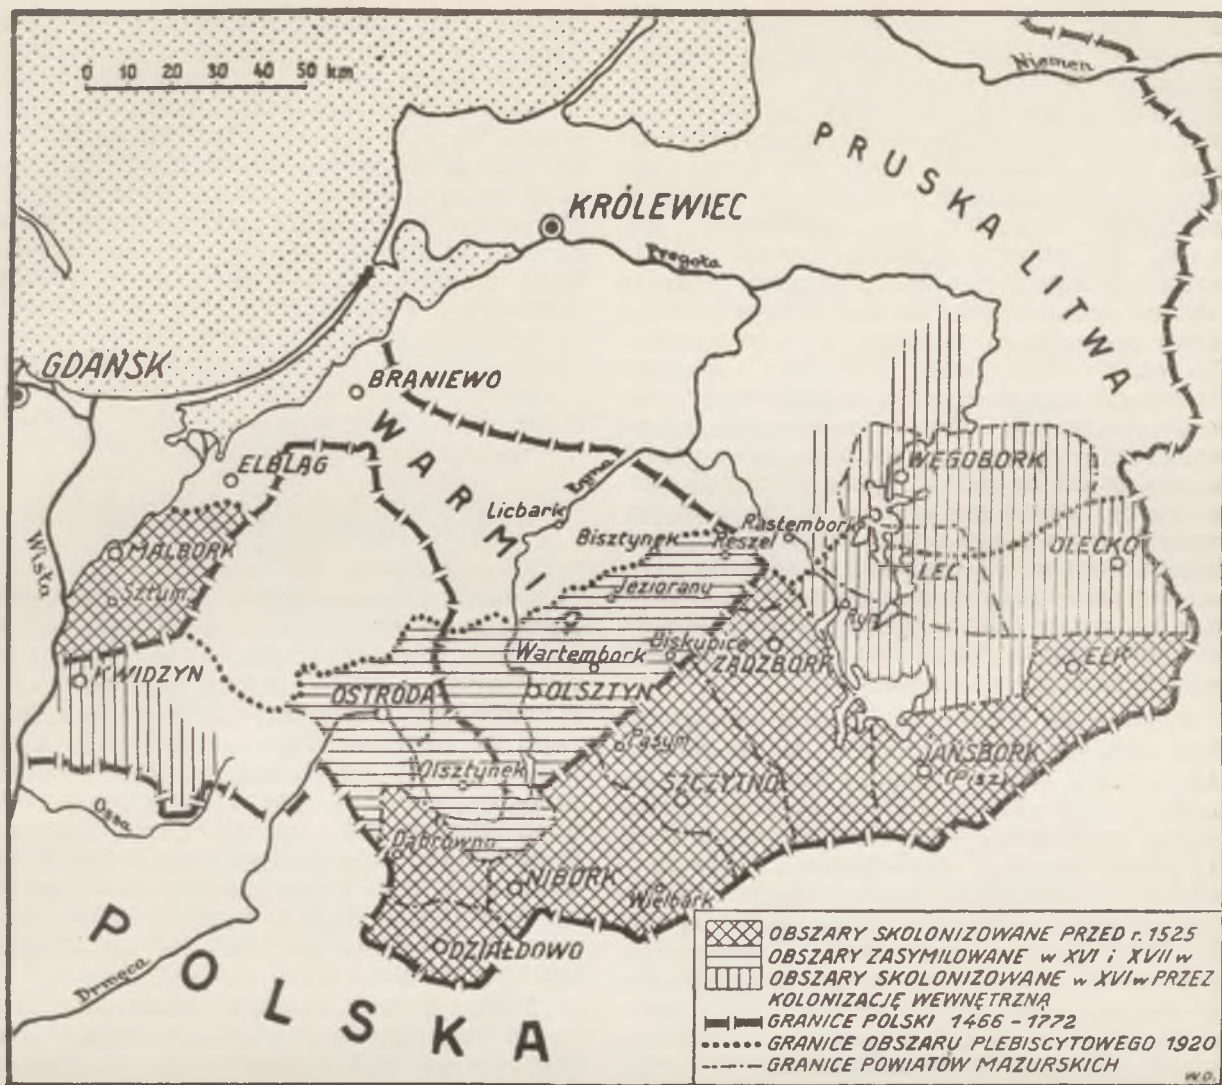 0 10 20 30 40 50 km
Niemen
PRUSKA LITWA
KRÓLEWIEC
Pregoła
GDAŃSK
BRANIEWO
WARMI
ELBLĄG
WĘGOBORK
Łyna
Licbark
Rastembork
Bisztynek
Reszel
Wisła
MALBORK
OLECKO
LEC
Sztum
Jeziorany
Ryn
Biskupice
Wartembork
ZĄDZBORK
EŁK
KWIDZYN
OSTRÓDA
OLSZTYN
Pasym
JAŃSBORK
(Pisz)
Olsztynek
SZCZYTNO
Ossa
Dąbrówno
NIBORK
Wielbark
DZIAŁDOWO
Drwęca
POLSKA
OBSZARY SKOLONIZOWANE PRZED r. 1525
OBSZARY ZASYMILOWANE w XVI i XVII w
OBSZARY SKOLONIZOWANE w XVI w PRZEZ
KOLONIZACJĘ WEWNĘTRZNĄ
GRANICE POLSKI 1466 - 1772
GRANICE OBSZARU PLEBISCYTOWEGO 1920
GRANICE POWIATÓW MAZURSKICH
W.D.